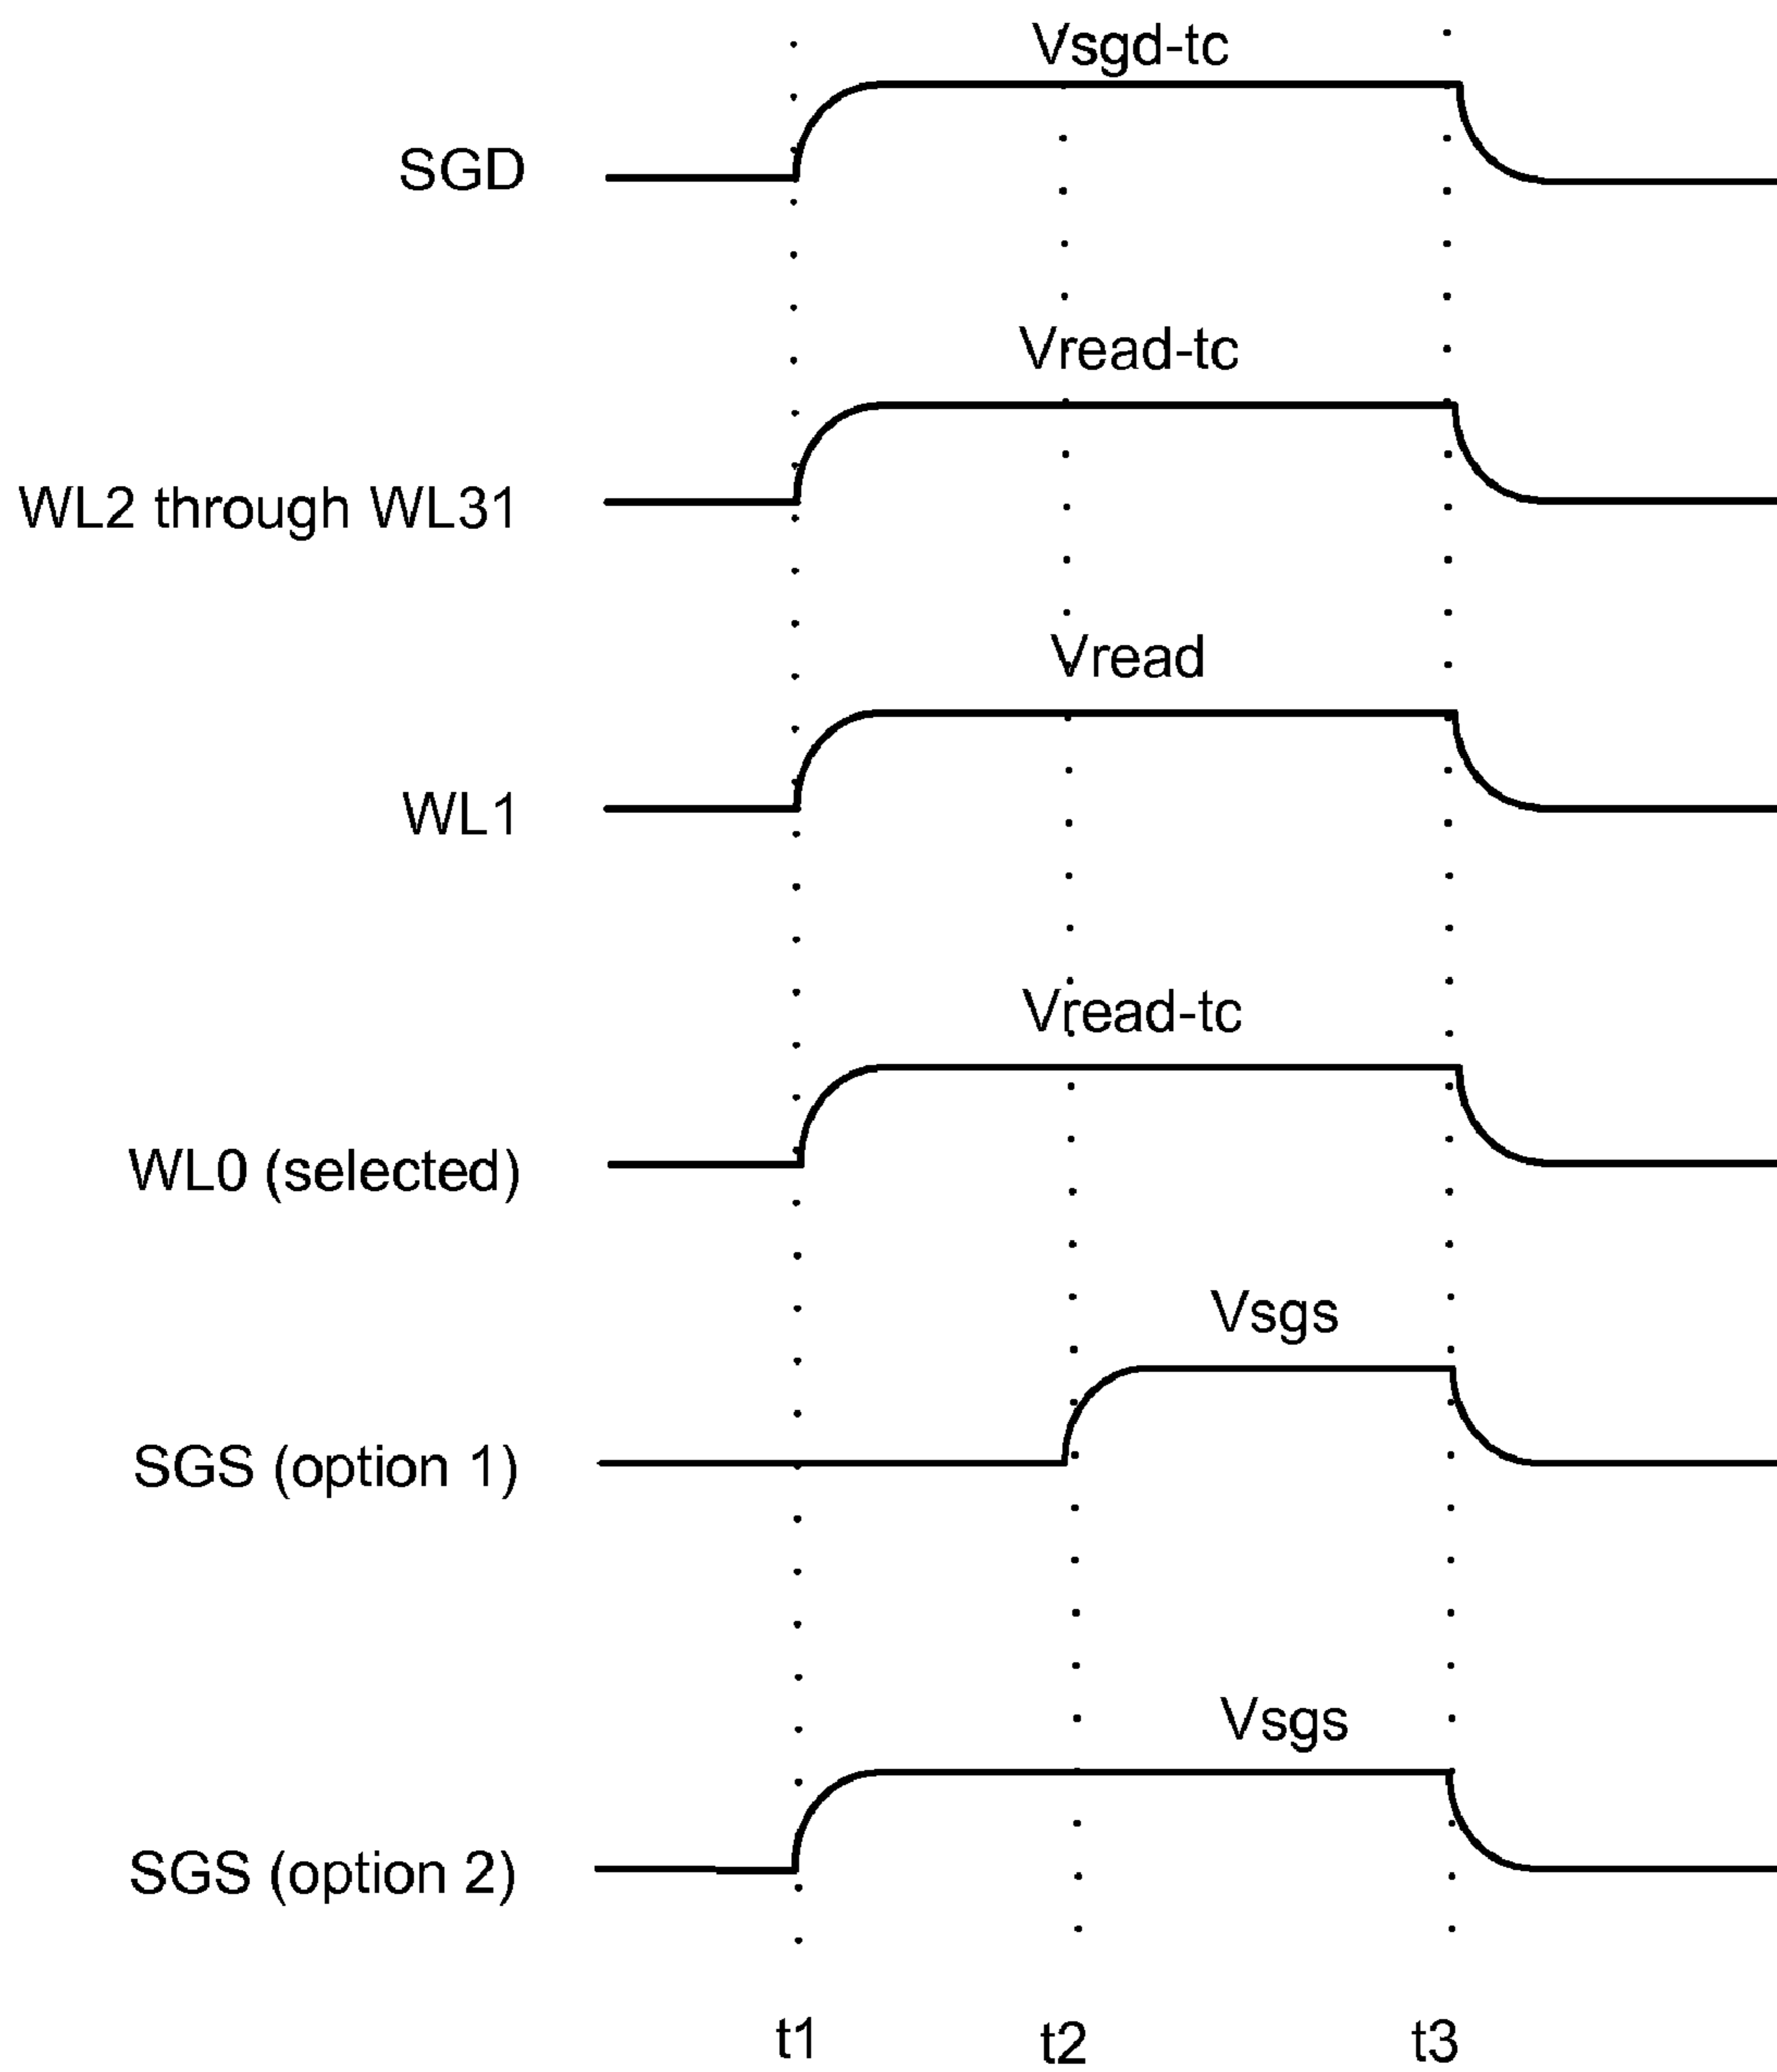 Vsgd-tc
SGD
Vread-tc
WL2 through WL31
Vread
WL1
Vread-tc
WL0 (selected)
Vsgs
SGS (option 1)
Vsgs
SGS (option 2)
t1 t2 t3